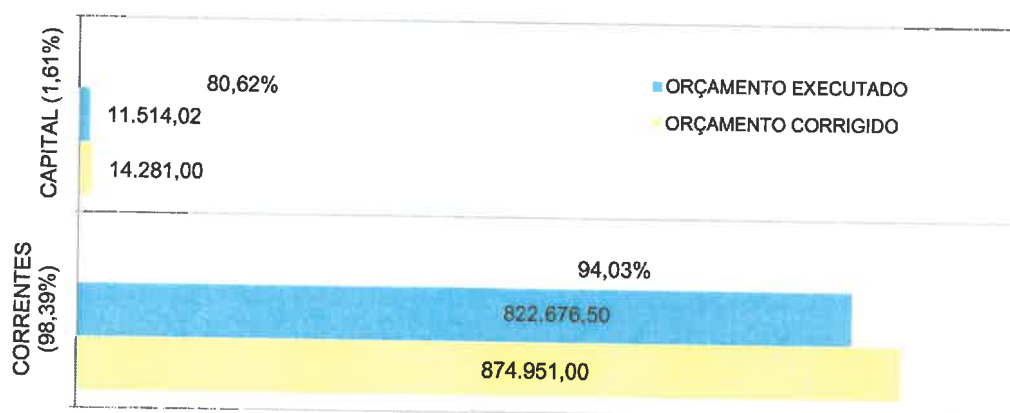 CAPITAL (1,61%)
80,62%
11.514,02
14.281,00
ORÇAMENTO EXECUTADO
ORÇAMENTO CORRIGIDO
CORRENTES
(98,39%)
94,03%
822.676,50
874.951,00